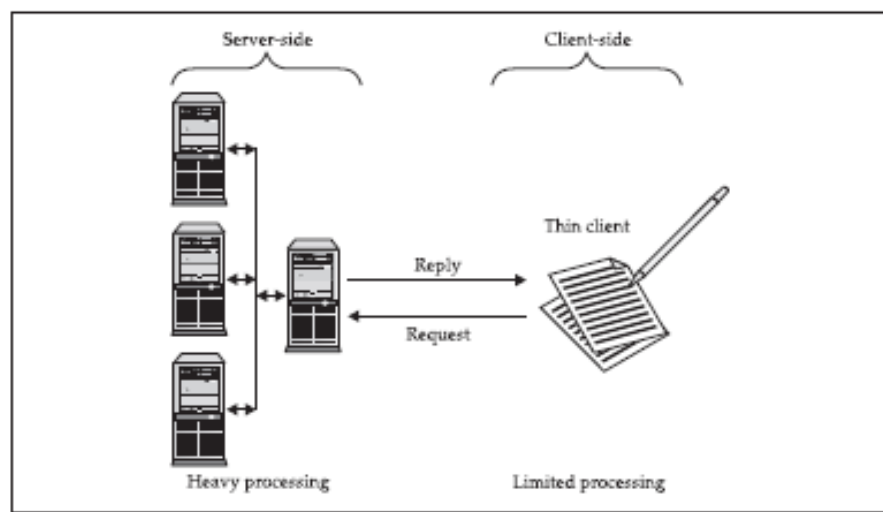 Server-side
Client-side
Thin client
Reply
Request
Heavy processing
Limited processing